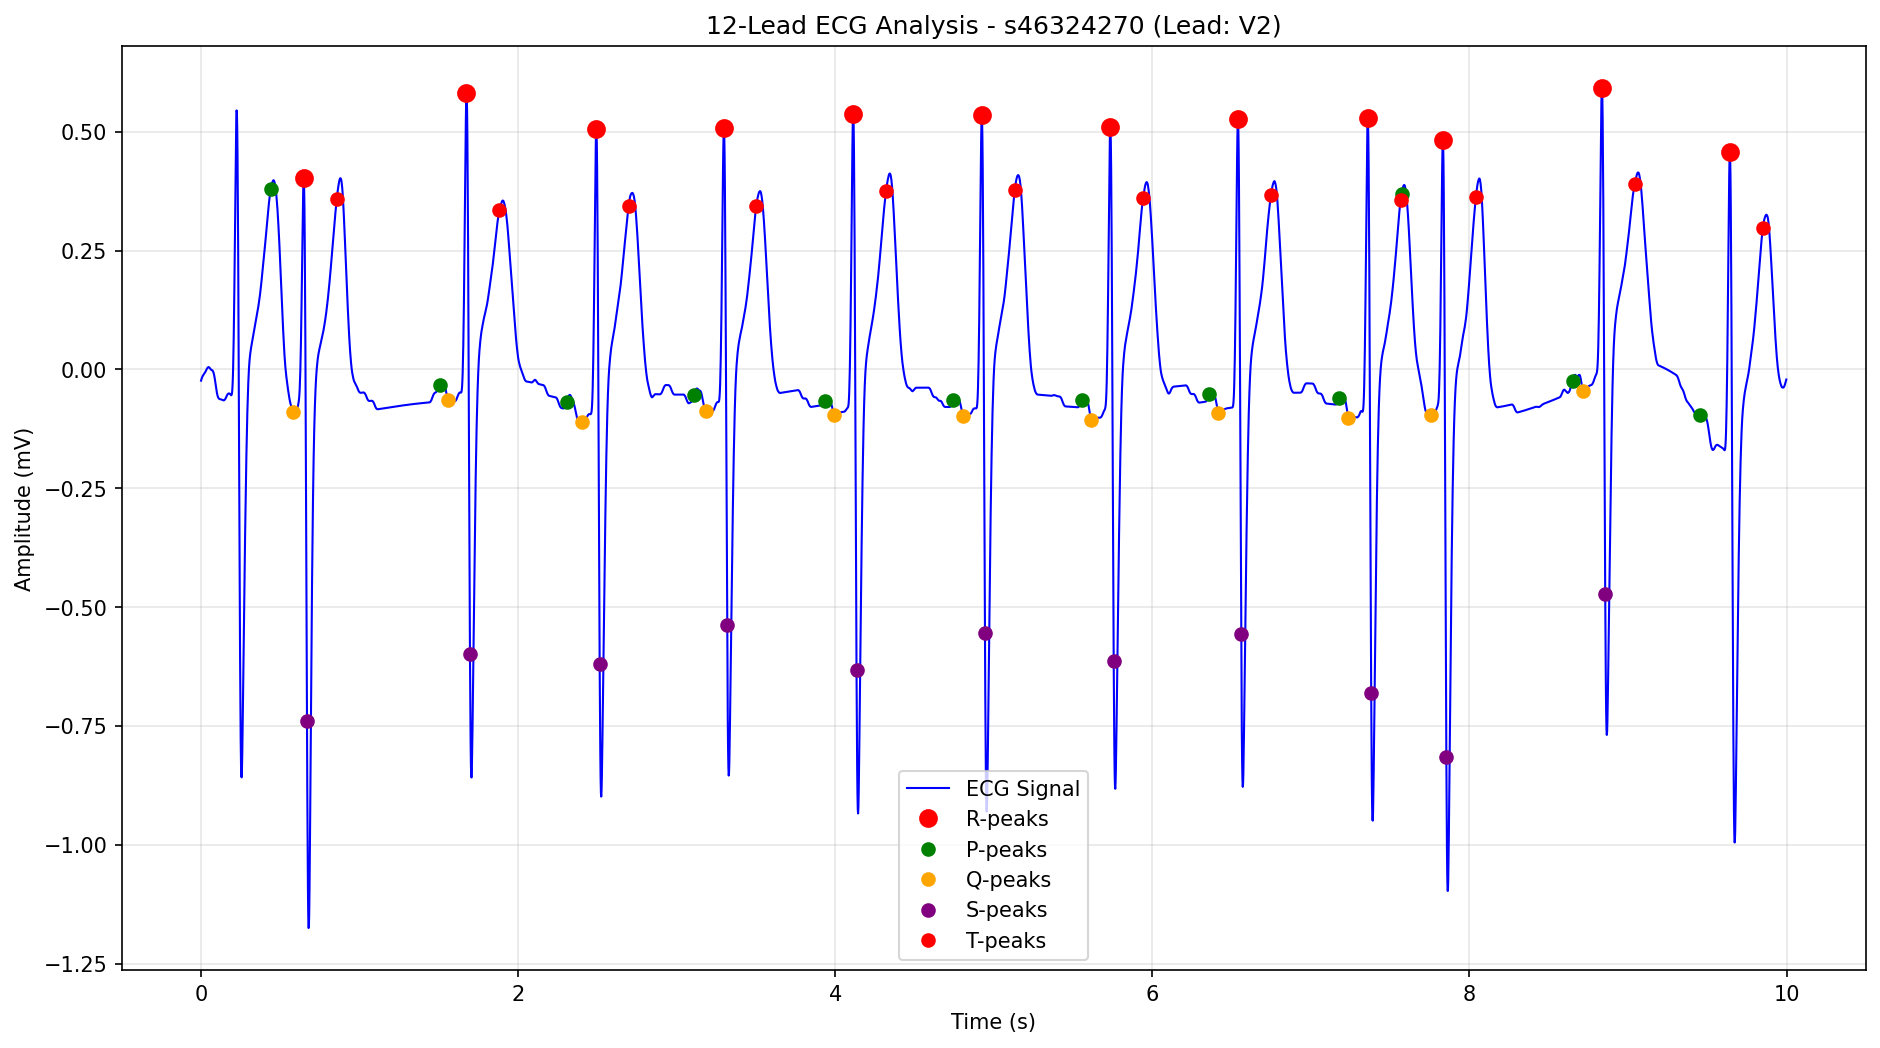 12-Lead ECG Analysis - s46324270 (Lead: V2)
Amplitude (mV)
0.50
0.25
0.00
−0.25
−0.50
−0.75
−1.00
−1.25
ECG Signal
R-peaks
P-peaks
Q-peaks
S-peaks
T-peaks
0 2 4 6 8 10
Time (s)